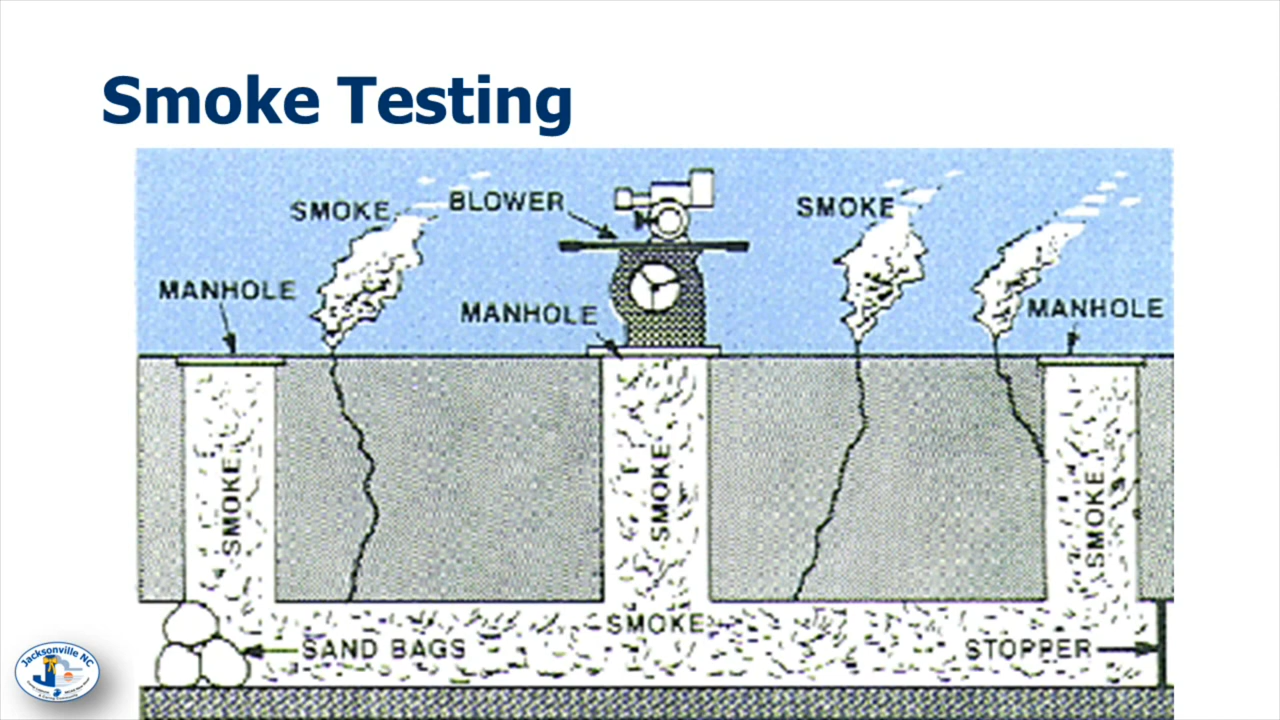 Smoke Testing
SMOKE
BLOWER
SMOKE
MANHOLE
MANHOLE
MANHOLE
SMOKE
SMOKE
SMOKE
SMOKE
SAND BAGS
STOPPER
Jacksonville NC